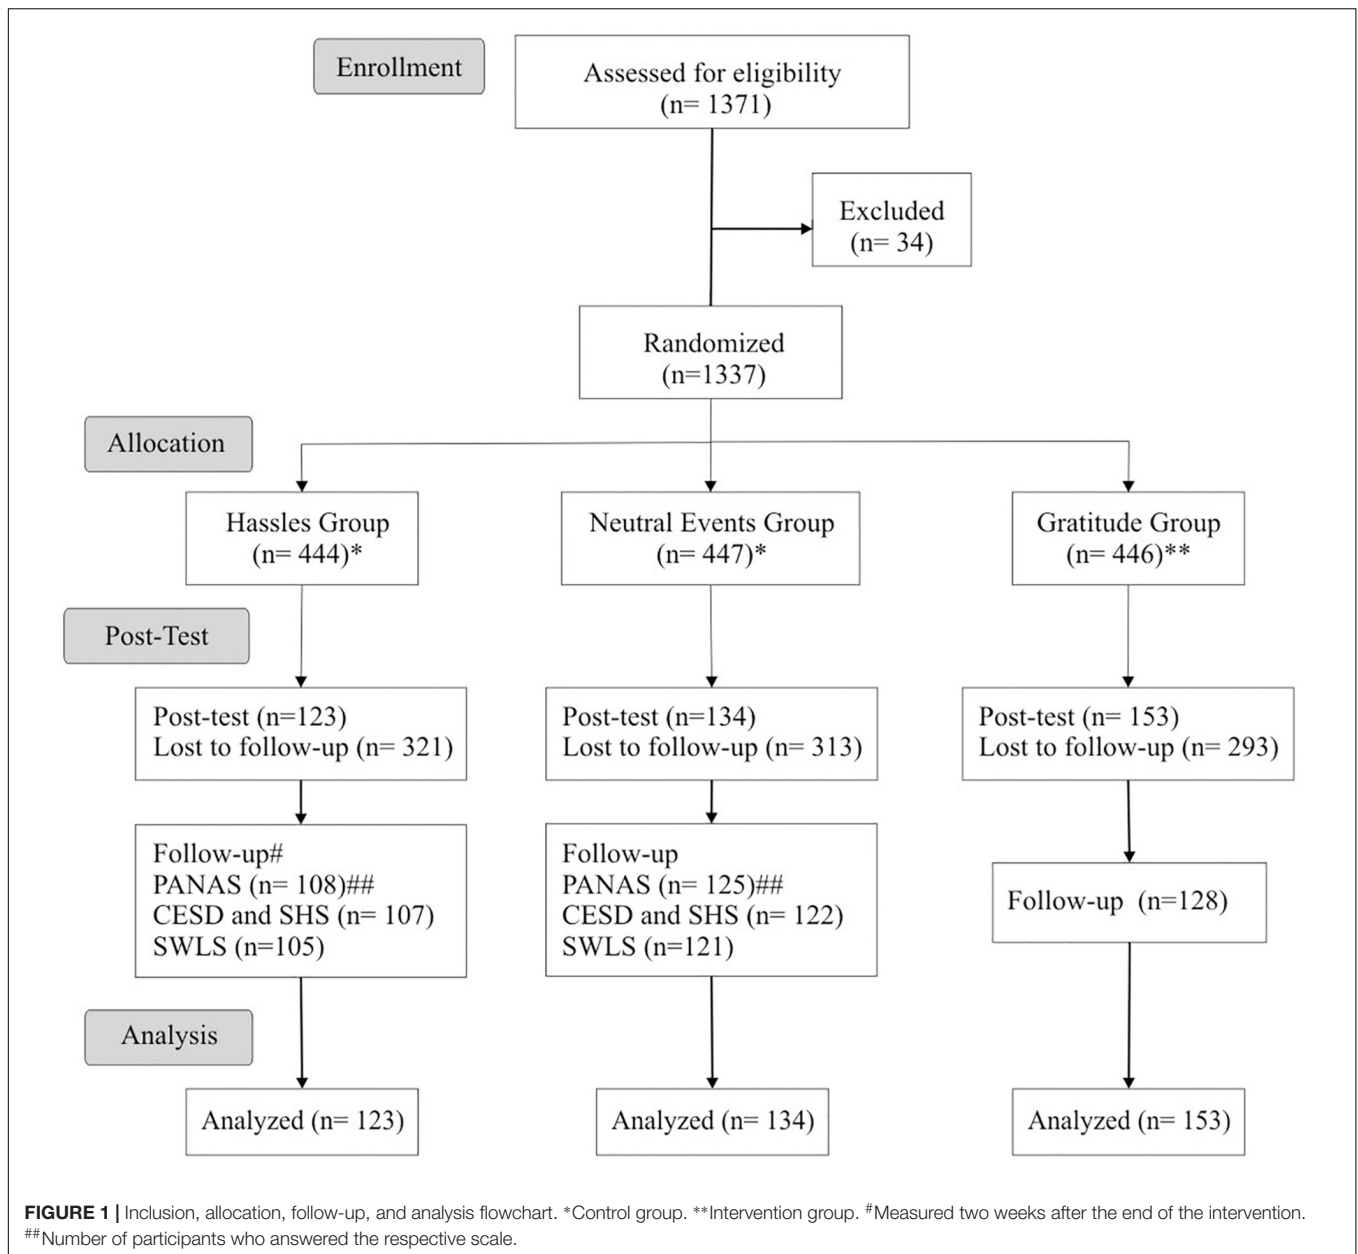 Enrollment
Assessed for eligibility
(n= 1371)
Excluded
(n= 34)
Randomized
(n=1337)
Allocation
Hassles Group
(n= 444)*
Neutral Events Group
(n= 447)*
Gratitude Group
(n= 446)**
Post-Test
Post-test (n=123)
Lost to follow-up (n= 321)
Post-test (n=134)
Lost to follow-up (n= 313)
Post-test (n= 153)
Lost to follow-up (n= 293)
Follow-up#
PANAS (n= 108)##
CESD and SHS (n= 107)
SWLS (n=105)
Follow-up
PANAS (n= 125)##
CESD and SHS (n= 122)
SWLS (n=121)
Follow-up (n=128)
Analysis
Analyzed (n= 123)
Analyzed (n= 134)
Analyzed (n= 153)
FIGURE 1 | Inclusion, allocation, follow-up, and analysis flowchart. *Control group. **Intervention group. #Measured two weeks after the end of the intervention.
##Number of participants who answered the respective scale.